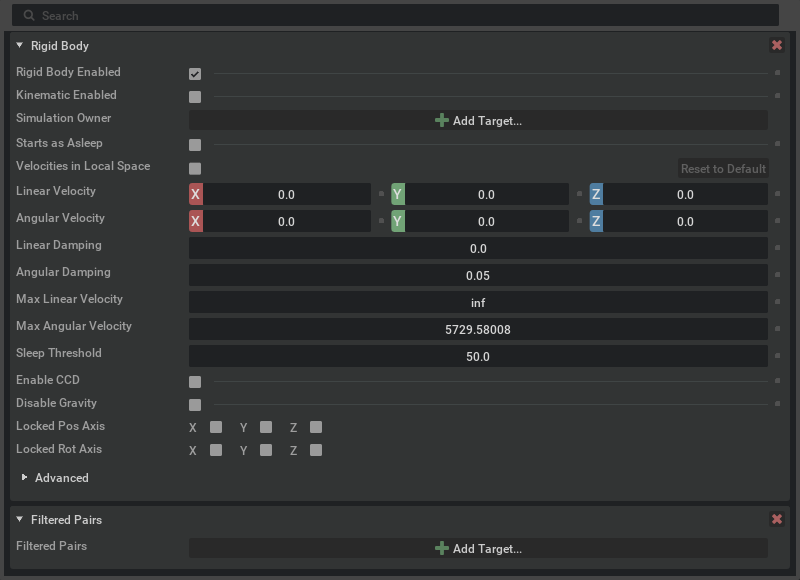 Search
Rigid Body
Rigid Body Enabled
Kinematic Enabled
Simulation Owner Add Target...
Starts as Asleep
Velocities in Local Space Reset to Default
Linear Velocity X 0.0 Y 0.0 Z 0.0
Angular Velocity X 0.0 Y 0.0 Z 0.0
Linear Damping 0.0
Angular Damping 0.05
Max Linear Velocity inf
Max Angular Velocity 5729.58008
Sleep Threshold 50.0
Enable CCD
Disable Gravity
Locked Pos Axis X Y Z
Locked Rot Axis X Y Z
Advanced
Filtered Pairs
Filtered Pairs Add Target...